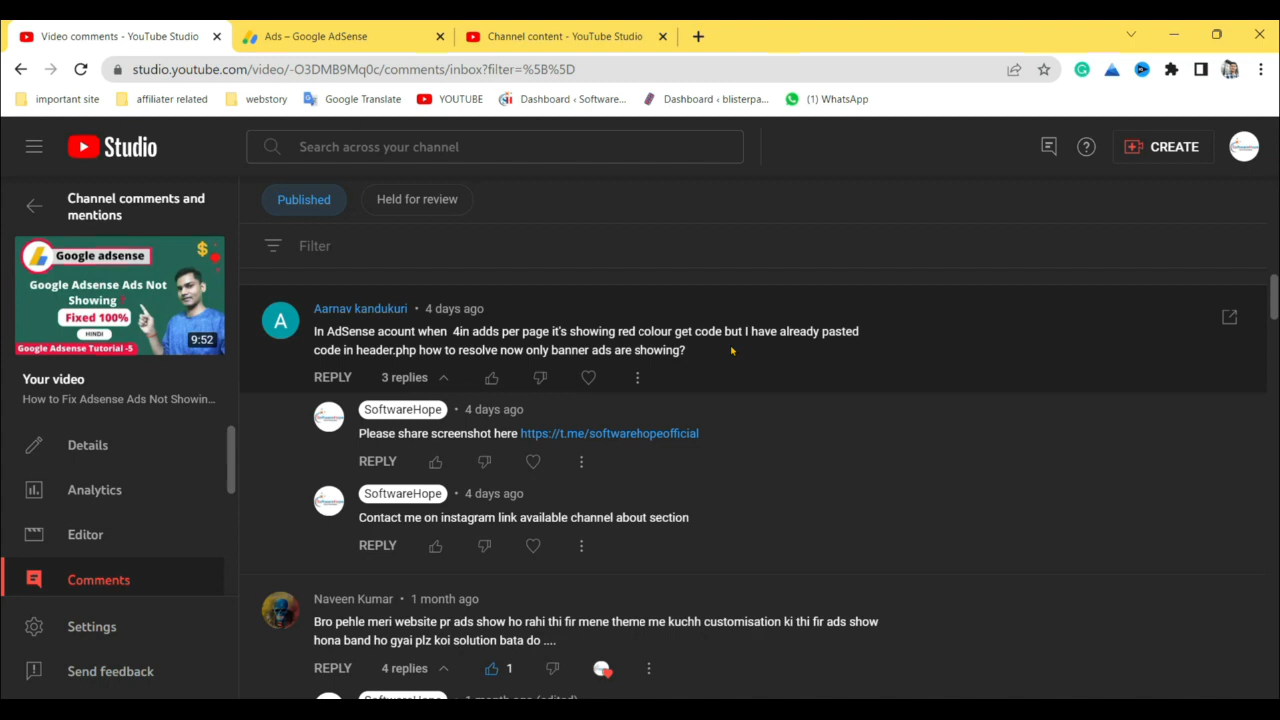 Video comments - YouTube Studio
Ads – Google AdSense
Channel content - YouTube Studio
studio.youtube.com/video/-O3DMB9Mq0c/comments/inbox?filter=%5B%5D
important site
affiliater related
webstory
Google Translate
YOUTUBE
Dashboard ‹ Software...
Dashboard ‹ blisterpa...
(1) WhatsApp
Studio
Search across your channel
CREATE
Channel comments and
mentions
Google adsense
Google Adsense Ads Not
Showing
Fixed 100%
HINDI
Google Adsense Tutorial -5
9:52
Your video
How to Fix Adsense Ads Not Showin...
Details
Analytics
Editor
Comments
Settings
Send feedback
Published
Held for review
Filter
Aarnav kandukuri • 4 days ago
In AdSense acount when 4in adds per page it's showing red colour get code but I have already pasted
code in header.php how to resolve now only banner ads are showing?
REPLY
3 replies
SoftwareHope • 4 days ago
Please share screenshot here https://t.me/softwarehopeofficial
REPLY
SoftwareHope • 4 days ago
Contact me on instagram link available channel about section
REPLY
Naveen Kumar • 1 month ago
Bro pehle meri website pr ads show ho rahi thi fir mene theme me kuchh customisation ki thi fir ads show
hona band ho gyai plz koi solution bata do ....
REPLY
4 replies
1
SoftwareHope • 1 month ago (edited)